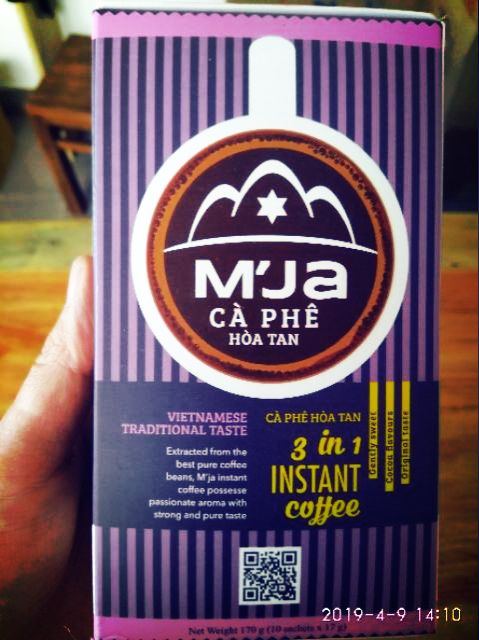 M'Ja
CÀ PHÊ
HÒA TAN
VIETNAMESE
TRADITIONAL TASTE
Extracted from the
best pure coffee
beans, M'ja instant
coffee possesse
passionate aroma with
strong and pure taste
CÀ PHÊ HÒA TAN
3 in 1
INSTANT
coffee
Gently sweet
Cocoa flavours
Original taste
Net Weight 170 g (10 sachets x 17 g)
2019-4-9 14:10